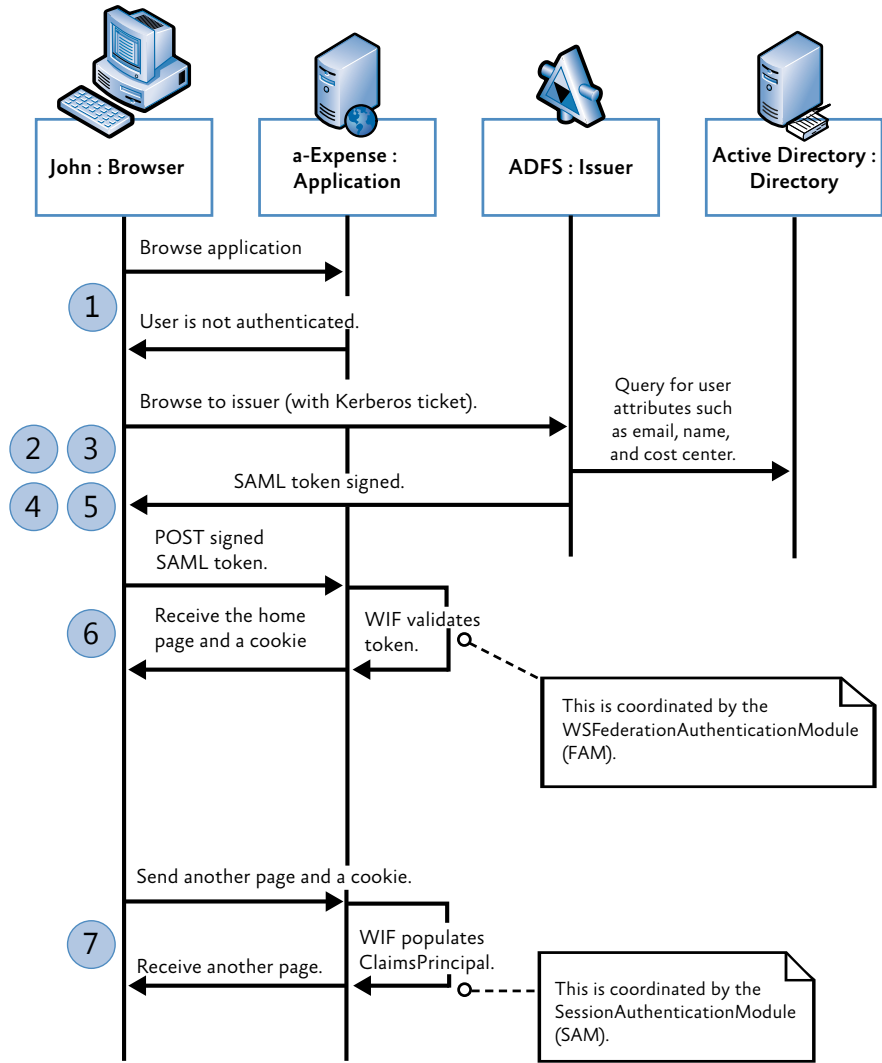 John : Browser
a-Expense :
Application
ADFS : Issuer
Active Directory :
Directory
Browse application
1
User is not authenticated.
Browse to issuer (with Kerberos ticket).
Query for user
attributes such
as email, name,
and cost center.
2 3
SAML token signed.
4 5
POST signed
SAML token.
6
Receive the home
page and a cookie
WIF validates
token.
This is coordinated by the
WSFederationAuthenticationModule
(FAM).
Send another page and a cookie.
7
WIF populates
ClaimsPrincipal.
Receive another page.
This is coordinated by the
SessionAuthenticationModule
(SAM).